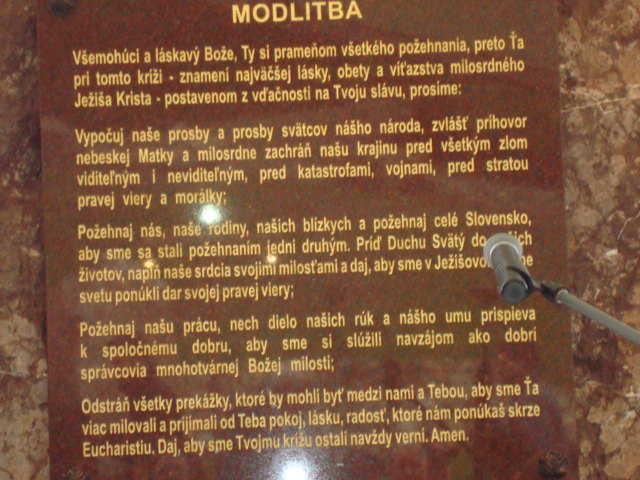 MODLITBA
Všemohúci a láskavý Bože, Ty si prameňom všetkého požehnania, preto Ťa
pri tomto kríži - znamení najväčšej lásky, obety a víťazstva milosrdného
Ježiša Krista - postavenom z vďačnosti na Tvoju slávu, prosíme:
Vypočuj naše prosby a prosby svätcov nášho národa, zvlášť príhovor
nebeskej Matky a milosrdne zachráň našu krajinu pred všetkým zlom
viditeľným i neviditeľným, pred katastrofami, vojnami, pred stratou
pravej viery a morálky;
Požehnaj nás, naše rodiny, našich blízkych a požehnaj celé Slovensko,
aby sme sa stali požehnaním jedni druhým. Príď Duchu Svätý do
životov, naplň naše srdcia svojimi milosťami a daj, aby sme v
svetu ponúkli dar svojej pravej viery;
Požehnaj našu prácu, nech dielo našich rúk a nášho umu prispieva
k spoločnému dobru, aby sme si slúžili navzájom ako dobrí
správcovia mnohotvárnej Božej milosti;
Odstráň všetky prekážky, ktoré by mohli byť medzi nami a Tebou, aby sme Ťa
viac milovali a prijímali od Teba pokoj, lásku, radosť, ktoré nám ponúkaš skrze
Eucharistiu. Daj, aby sme Tvojmu krížu ostali navždy verní. Amen.